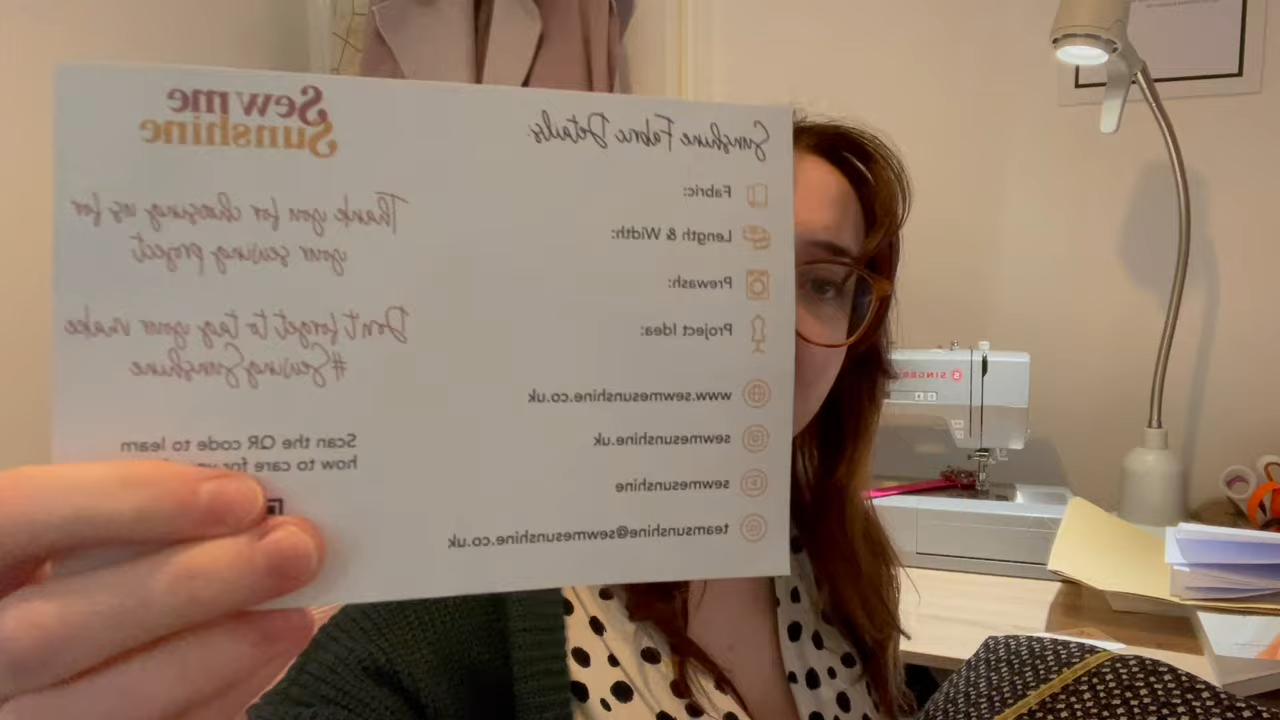 Sew me
Sunshine
Thank you for choosing us for
your sewing project
Don't forget to tag your make
#SewingSunshine
Scan the QR code to learn
how to care for
Sunshine Fabric Details
Fabric:
Length & Width:
Prewash:
Project Idea:
www.sewmesunshine.co.uk
sewmesunshine.uk
sewmesunshine
teamsunshine@sewmesunshine.co.uk
SINGER